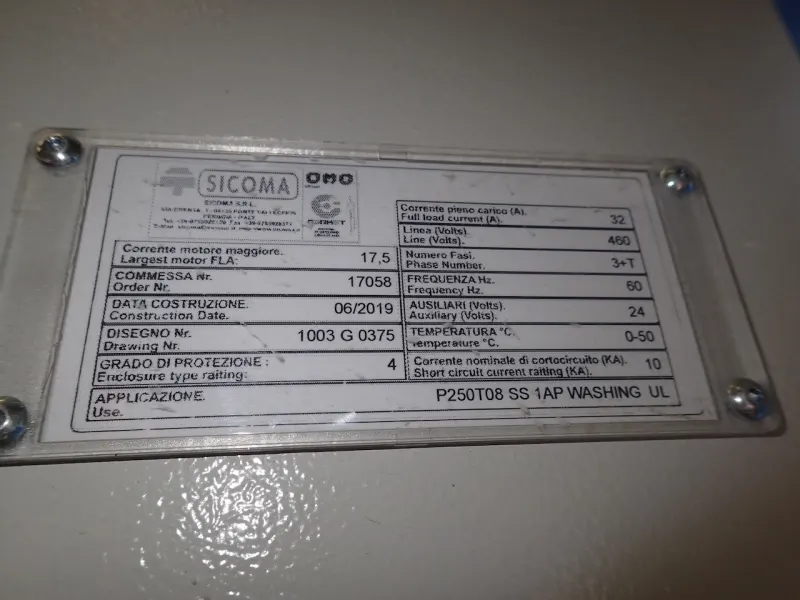 SICOMA
OMG
SICOMA S.R.L.
Corrente motore maggiore.
Largest motor FLA:
17,5
COMMESSA Nr.
Order Nr.
17058
DATA COSTRUZIONE.
Construction Date.
06/2019
DISEGNO Nr.
Drawing Nr.
1003 G 0375
GRADO DI PROTEZIONE :
Enclosure type raiting:
4
Corrente pieno carico (A).
Full load current (A).
32
Linea (Volts).
Line (Volts).
460
Numero Fasi.
Phase Number.
3+T
FREQUENZA Hz.
Frequency Hz.
60
AUSILIARI (Volts).
Auxiliary (Volts).
24
TEMPERATURA °C.
Temperature °C.
0-50
Corrente nominale di cortocircuito (KA).
Short circuit current raiting (KA).
10
APPLICAZIONE.
Use.
P250T08 SS 1AP WASHING UL